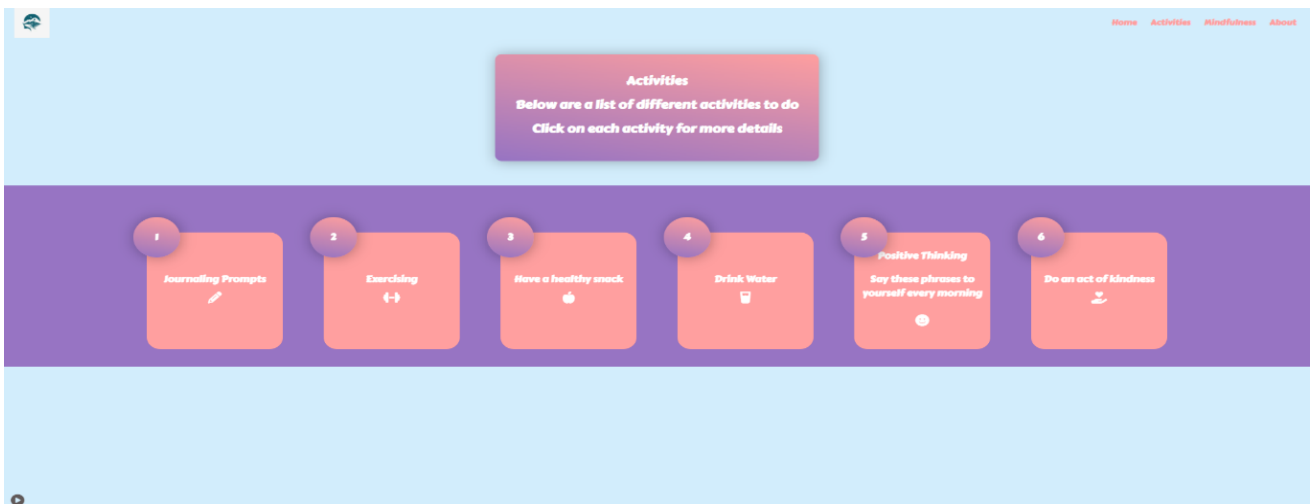 Home Activities Mindfulness About
Activities
Below are a list of different activities to do
Click on each activity for more details
1
Journaling Prompts
2
Exercising
3
Have a healthy snack
4
Drink Water
5
Positive Thinking
Say these phrases to
yourself every morning
6
Do an act of kindness